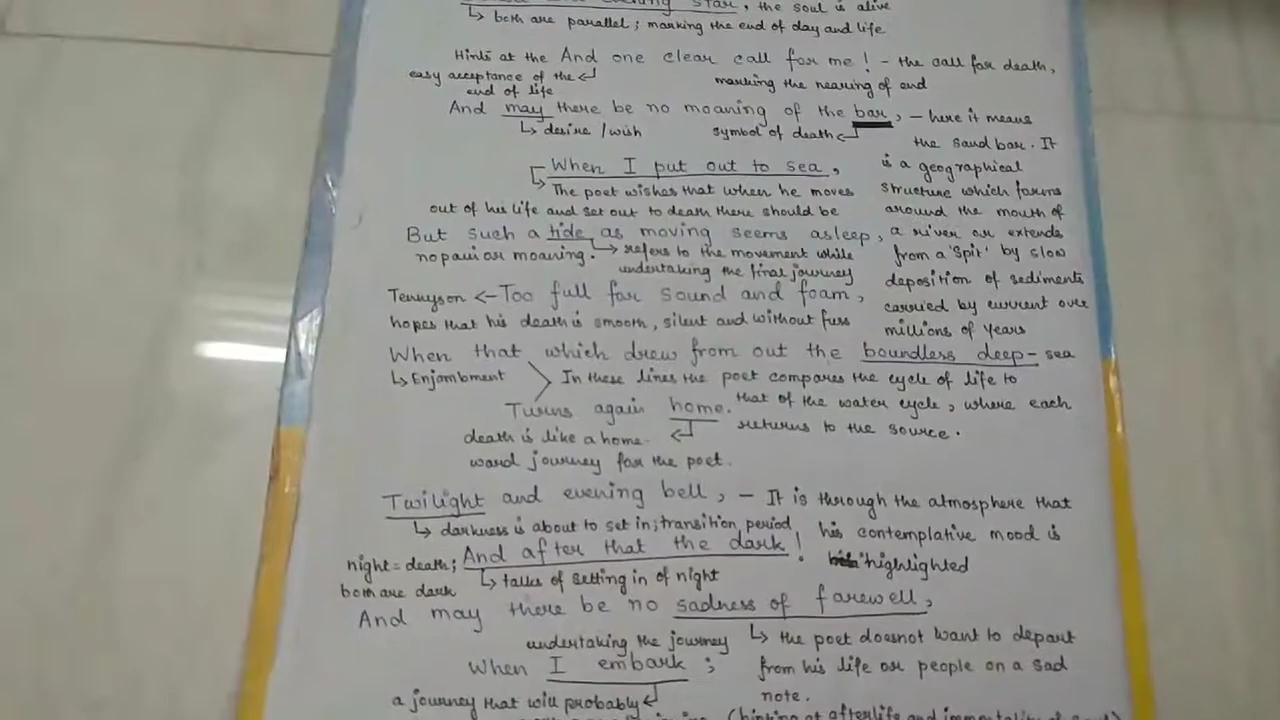 star, the soul is alive
↳ both are parallel; marking the end of day and life
Hints at the And one clear call for me! - the call for death,
easy acceptance of the ↵ marking the nearing of end
end of life
And may there be no moaning of the bar, - here it means
↳ desire / wish symbol of death ↵ the sand bar. It
When I put out to sea, is a geographical
↳ The poet wishes that when he moves structure which forms
out of his life and set out to death there should be around the mouth of
But such a tide as moving seems asleep, a river or extends
no pain or moaning. ↳ refers to the movement while from a 'spit' by slow
undertaking the final journey deposition of sediments
Tennyson ← Too full for sound and foam, carried by current over
hopes that his death is smooth, silent and without fuss millions of years
When that which drew from out the boundless deep - sea
↳ Enjambment In these lines the poet compares the cycle of life to
Turns again home. that of the water cycle, where each
death is like a home- ↵ returns to the source.
ward journey for the poet.
Twilight and evening bell, - It is through the atmosphere that
↳ darkness is about to set in; transition period his contemplative mood is
night = death; And after that the dark! highlighted
both are dark ↳ talks of setting in of night
And may there be no sadness of farewell,
undertaking the journey ↳ the poet doesnot want to depart
When I embark; from his life or people on a sad
a journey that will probably ↵ note.
(hinting at afterlife and immortality of